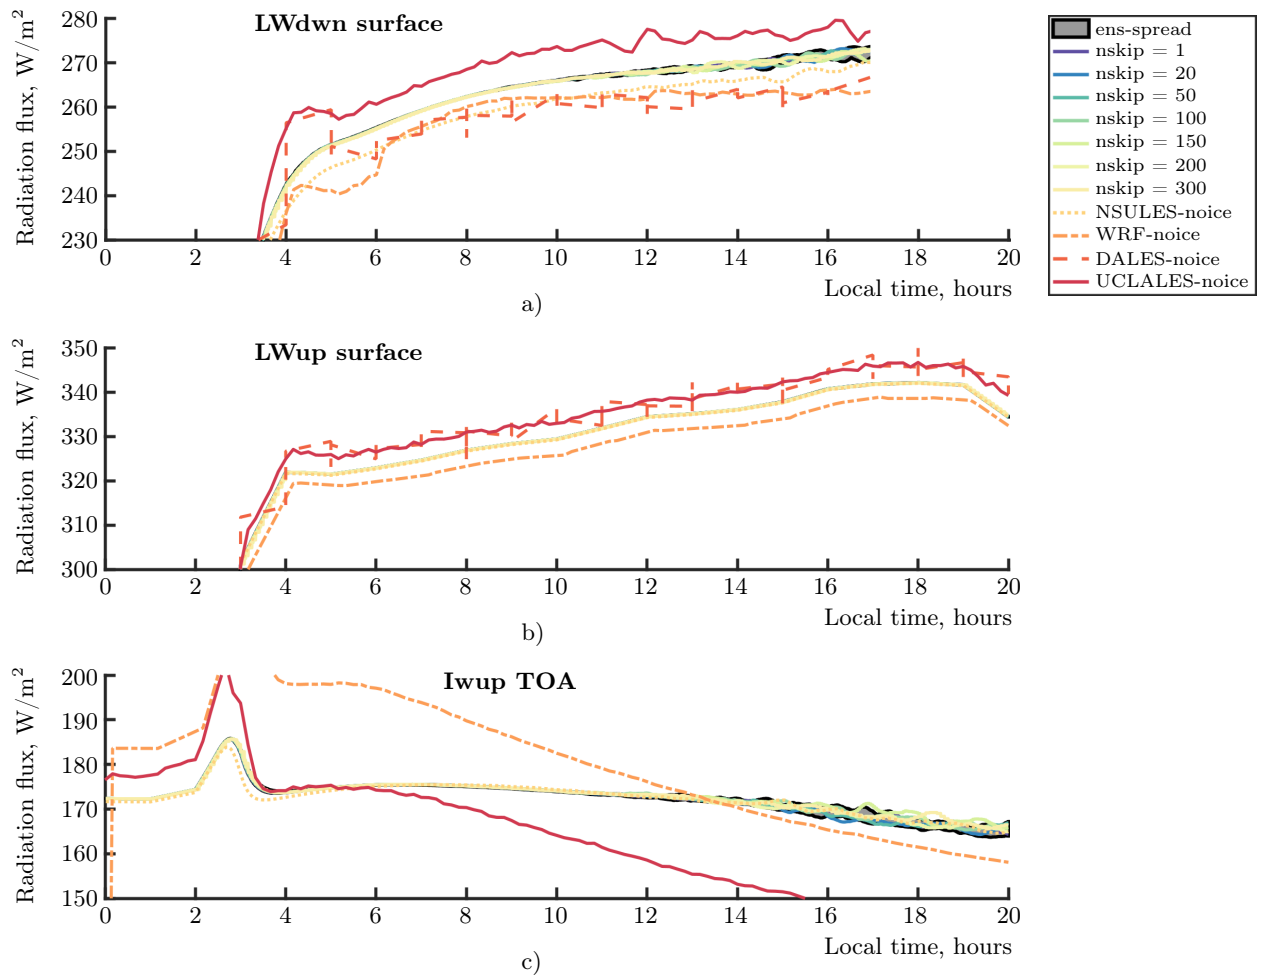 LWdwn surface
Radiation flux, W/m²
280
270
260
250
240
230
0 2 4 6 8 10 12 14 16 18 20
Local time, hours
a)
ens-spread
nskip = 1
nskip = 20
nskip = 50
nskip = 100
nskip = 150
nskip = 200
nskip = 300
NSULES-noice
WRF-noice
DALES-noice
UCLALES-noice
LWup surface
Radiation flux, W/m²
350
340
330
320
310
300
0 2 4 6 8 10 12 14 16 18 20
Local time, hours
b)
Iwup TOA
Radiation flux, W/m²
200
190
180
170
160
150
0 2 4 6 8 10 12 14 16 18 20
Local time, hours
c)